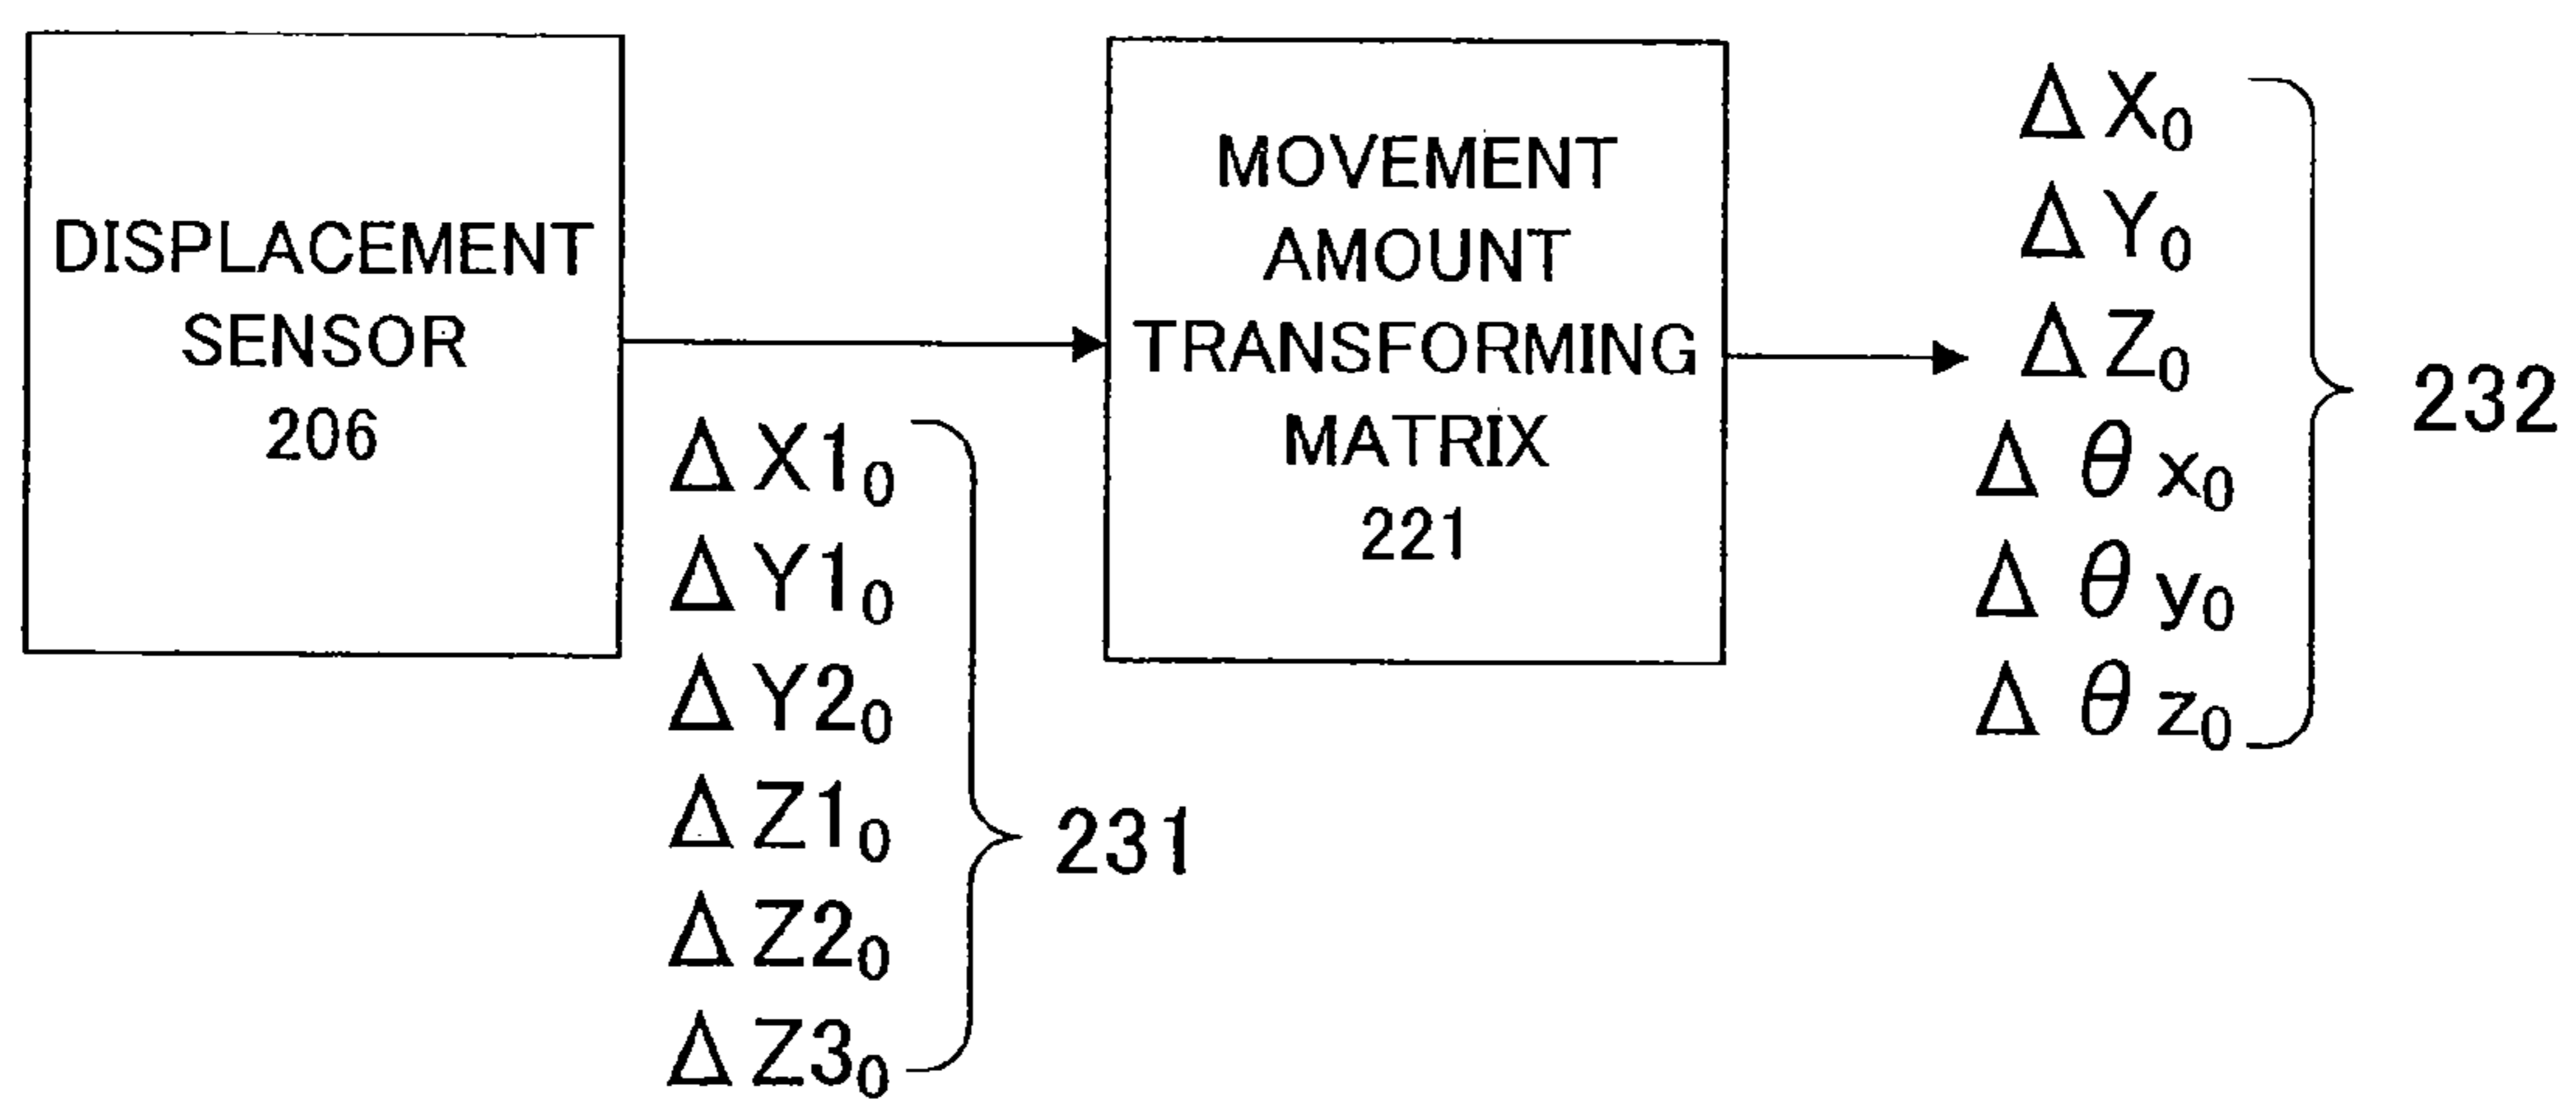 DISPLACEMENT
SENSOR
206
ΔX1₀
ΔY1₀
ΔY2₀
ΔZ1₀
ΔZ2₀
ΔZ3₀
231
MOVEMENT
AMOUNT
TRANSFORMING
MATRIX
221
ΔX₀
ΔY₀
ΔZ₀
Δθx₀
Δθy₀
Δθz₀
232